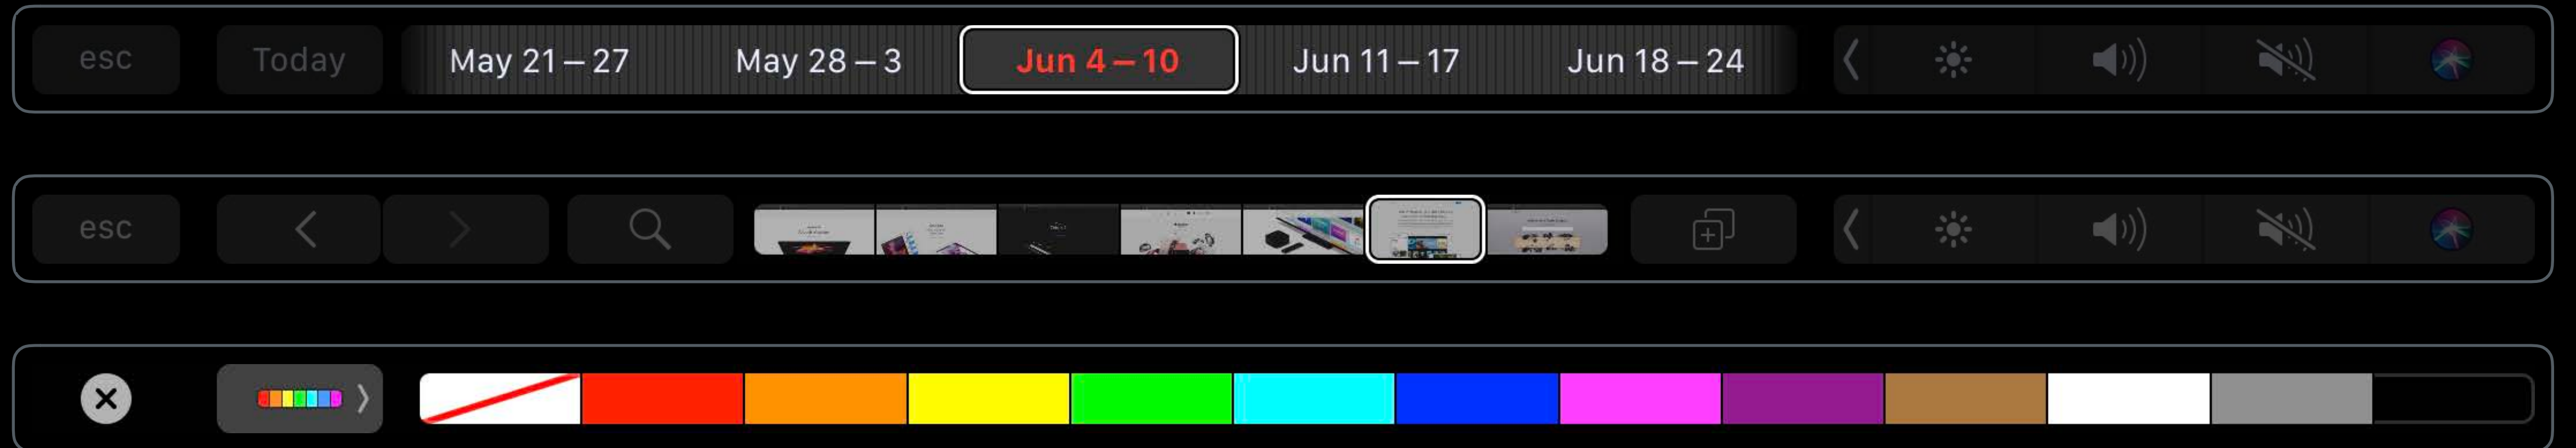 esc Today May 21 – 27 May 28 – 3 Jun 4 – 10 Jun 11 – 17 Jun 18 – 24
esc